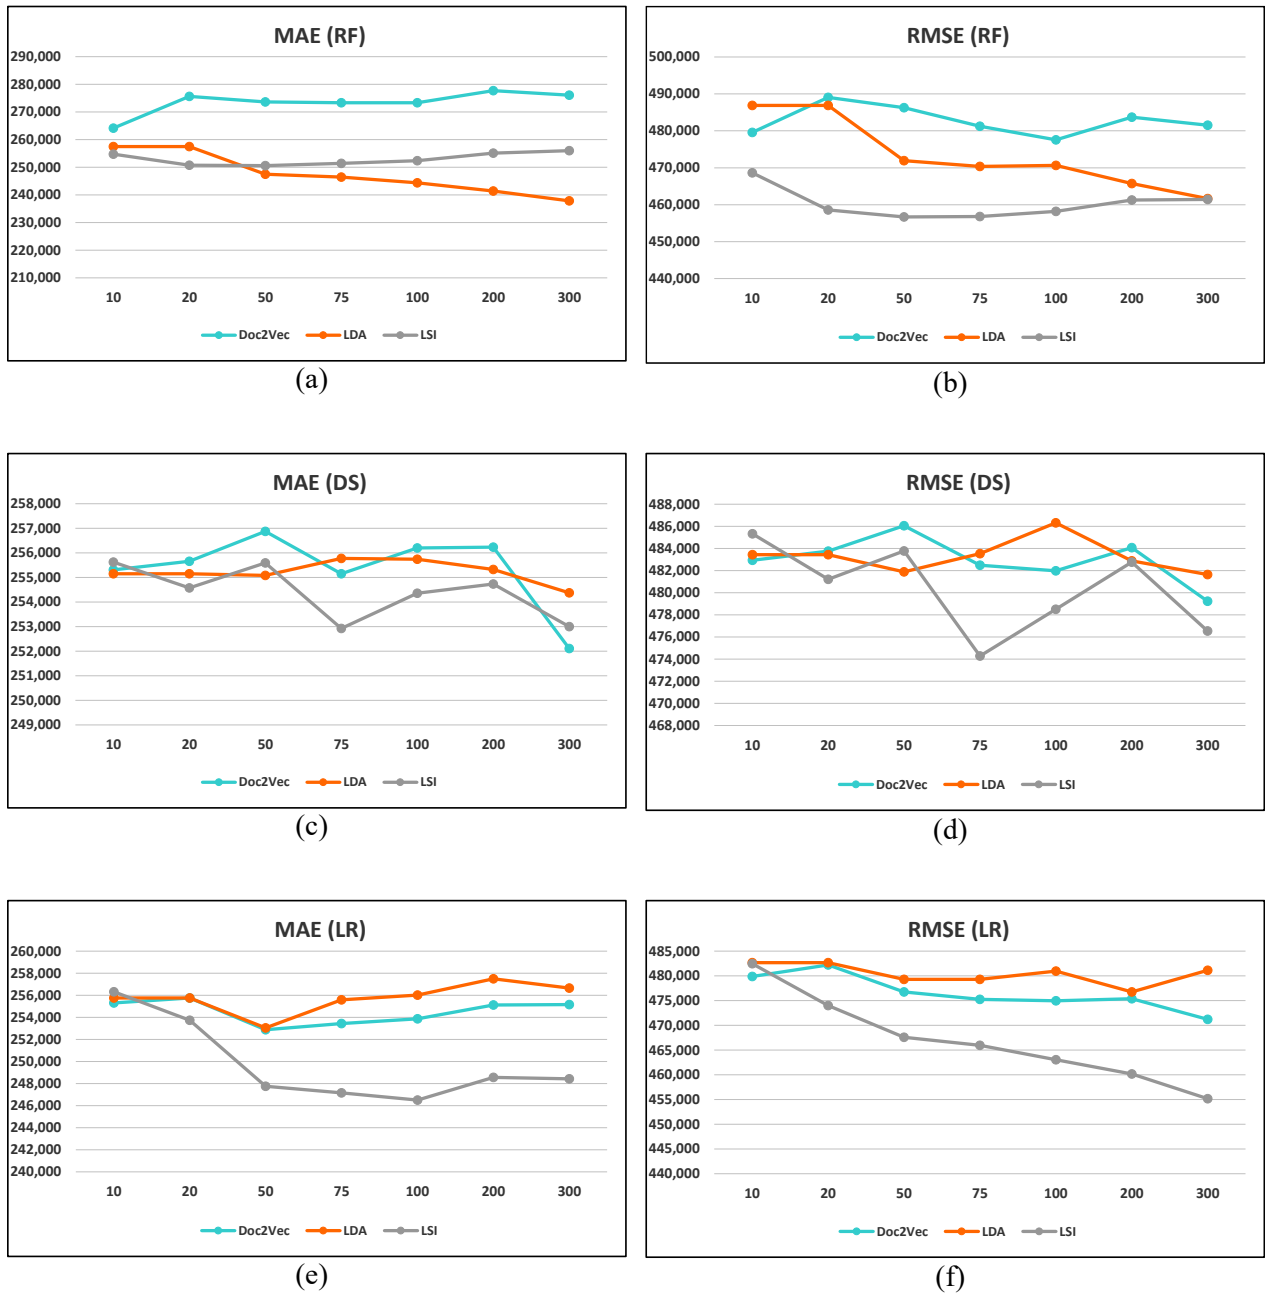 MAE (RF)
290,000
280,000
270,000
260,000
250,000
240,000
230,000
220,000
210,000
10 20 50 75 100 200 300
Doc2Vec LDA LSI
(a)
RMSE (RF)
500,000
490,000
480,000
470,000
460,000
450,000
440,000
10 20 50 75 100 200 300
Doc2Vec LDA LSI
(b)
MAE (DS)
258,000
257,000
256,000
255,000
254,000
253,000
252,000
251,000
250,000
249,000
10 20 50 75 100 200 300
Doc2Vec LDA LSI
(c)
RMSE (DS)
488,000
486,000
484,000
482,000
480,000
478,000
476,000
474,000
472,000
470,000
468,000
10 20 50 75 100 200 300
Doc2Vec LDA LSI
(d)
MAE (LR)
260,000
258,000
256,000
254,000
252,000
250,000
248,000
246,000
244,000
242,000
240,000
10 20 50 75 100 200 300
Doc2Vec LDA LSI
(e)
RMSE (LR)
485,000
480,000
475,000
470,000
465,000
460,000
455,000
450,000
445,000
440,000
10 20 50 75 100 200 300
Doc2Vec LDA LSI
(f)